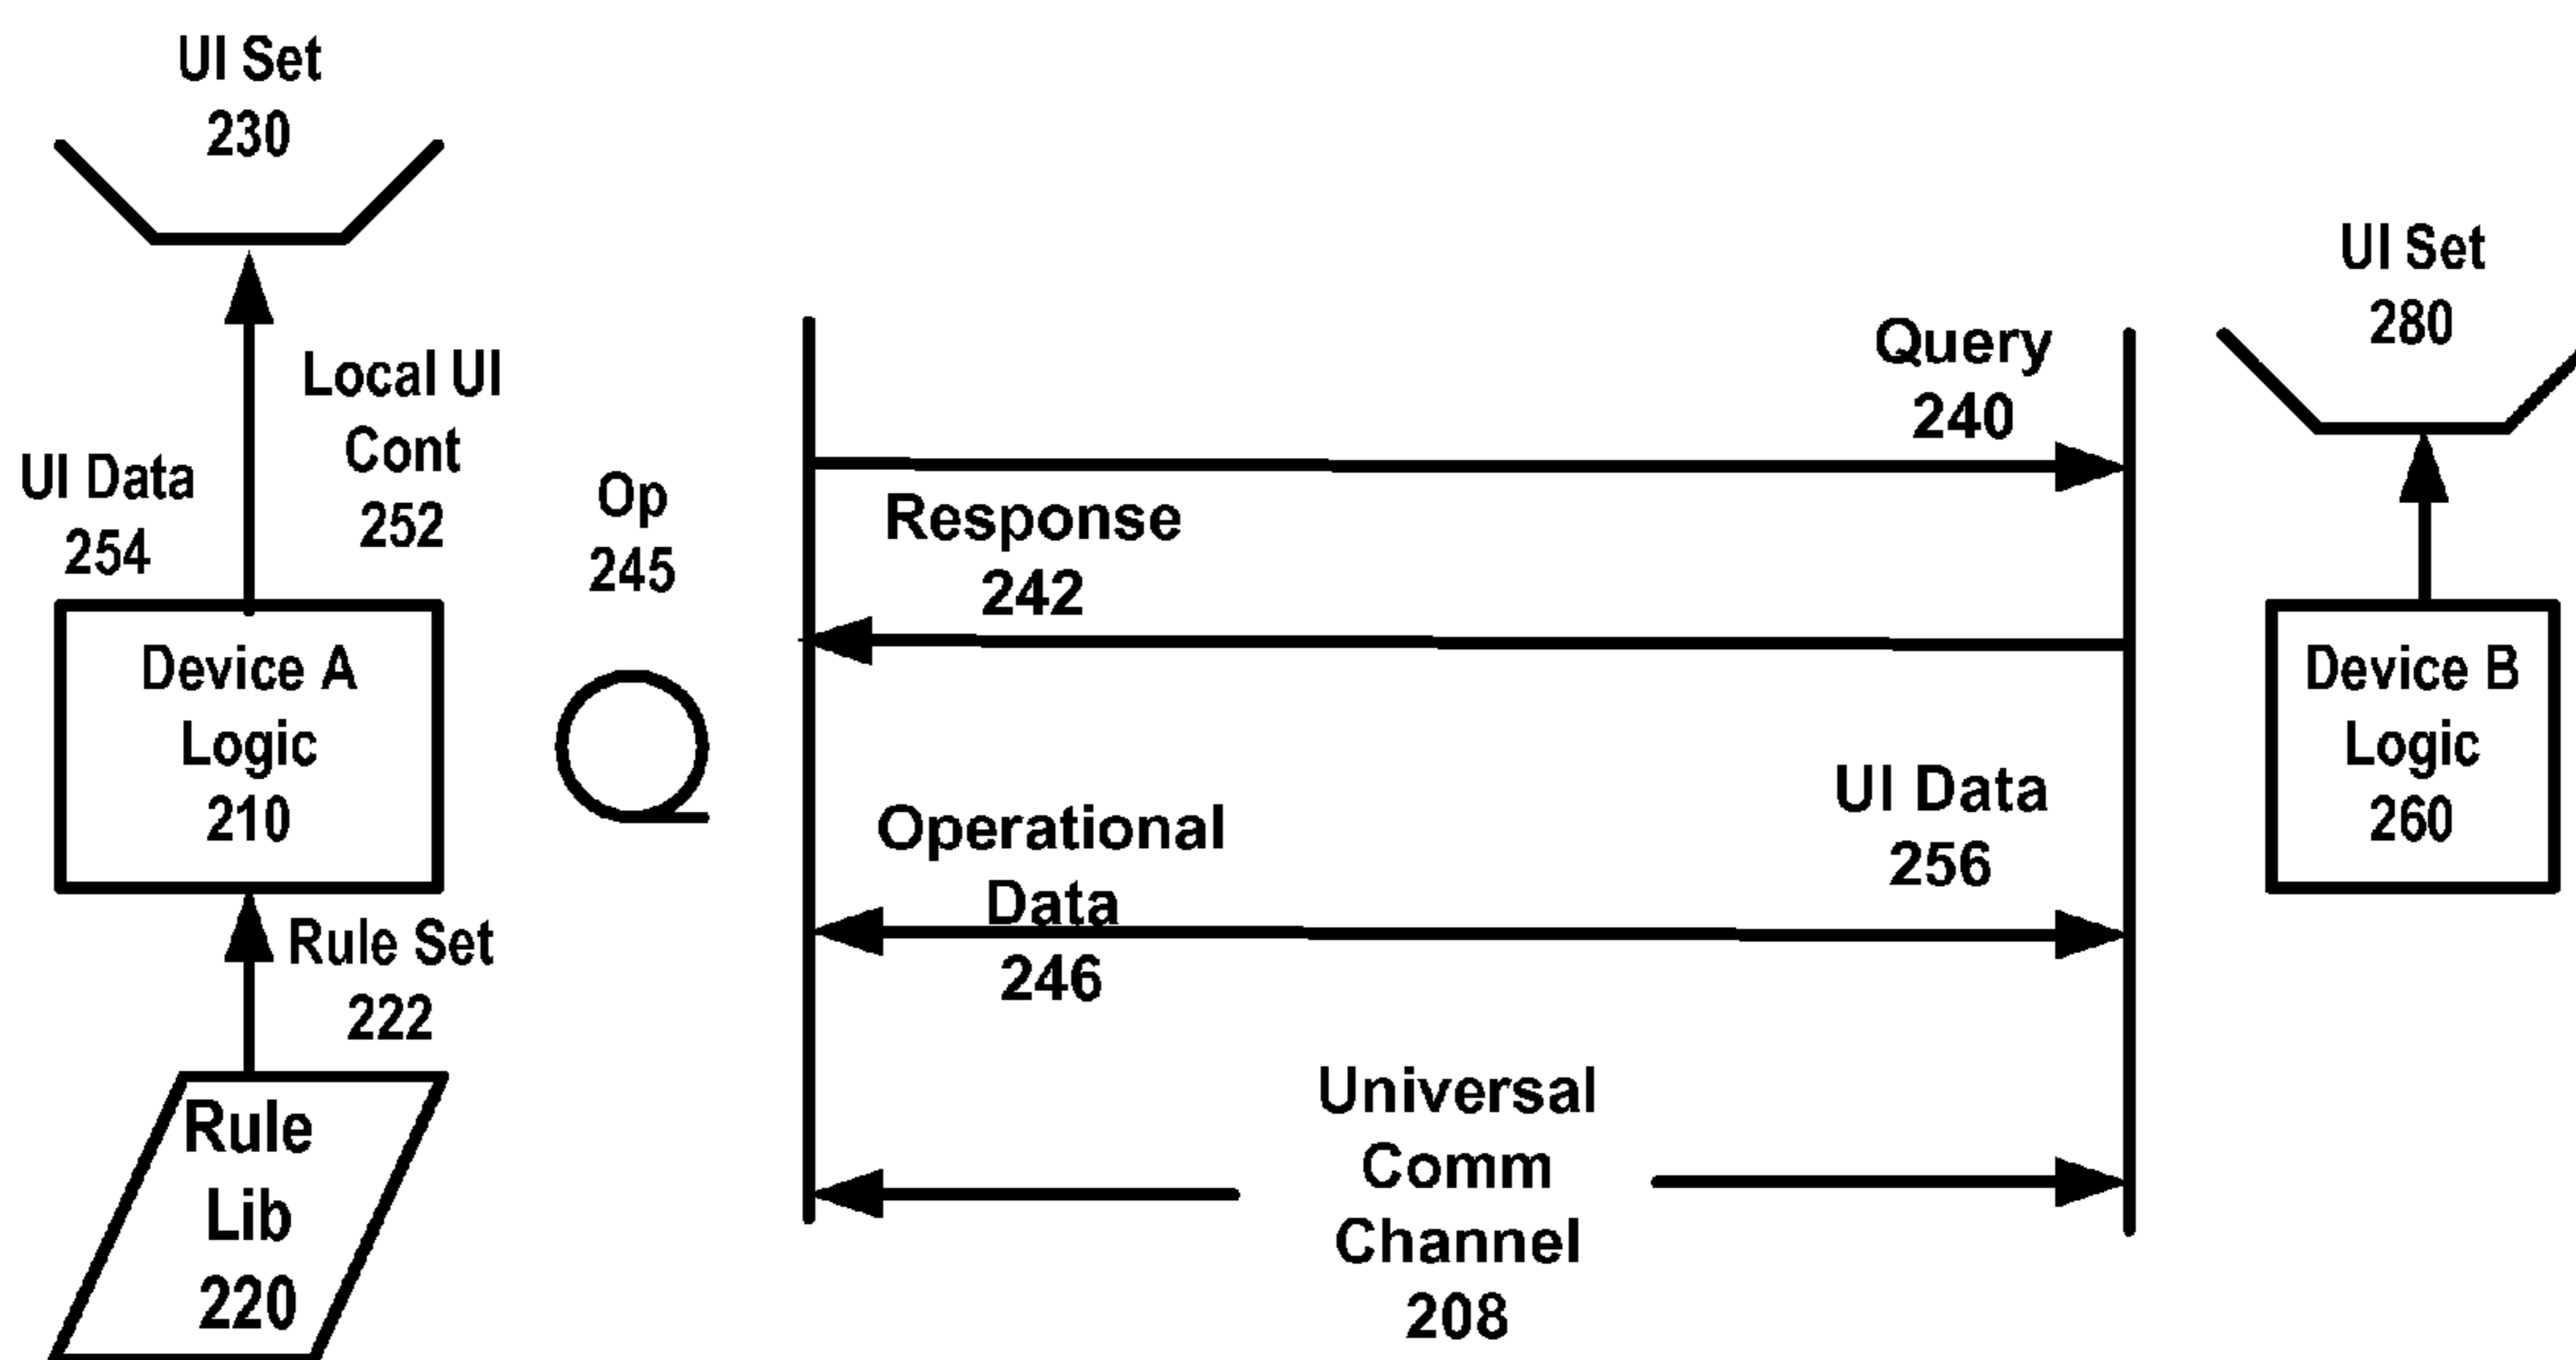 UI Set
230
UI Set
280
Local UI
Cont
252
UI Data
254
Op
245
Query
240
Response
242
Device A
Logic
210
Device B
Logic
260
Operational
Data
246
UI Data
256
Rule Set
222
Rule
Lib
220
Universal
Comm
Channel
208